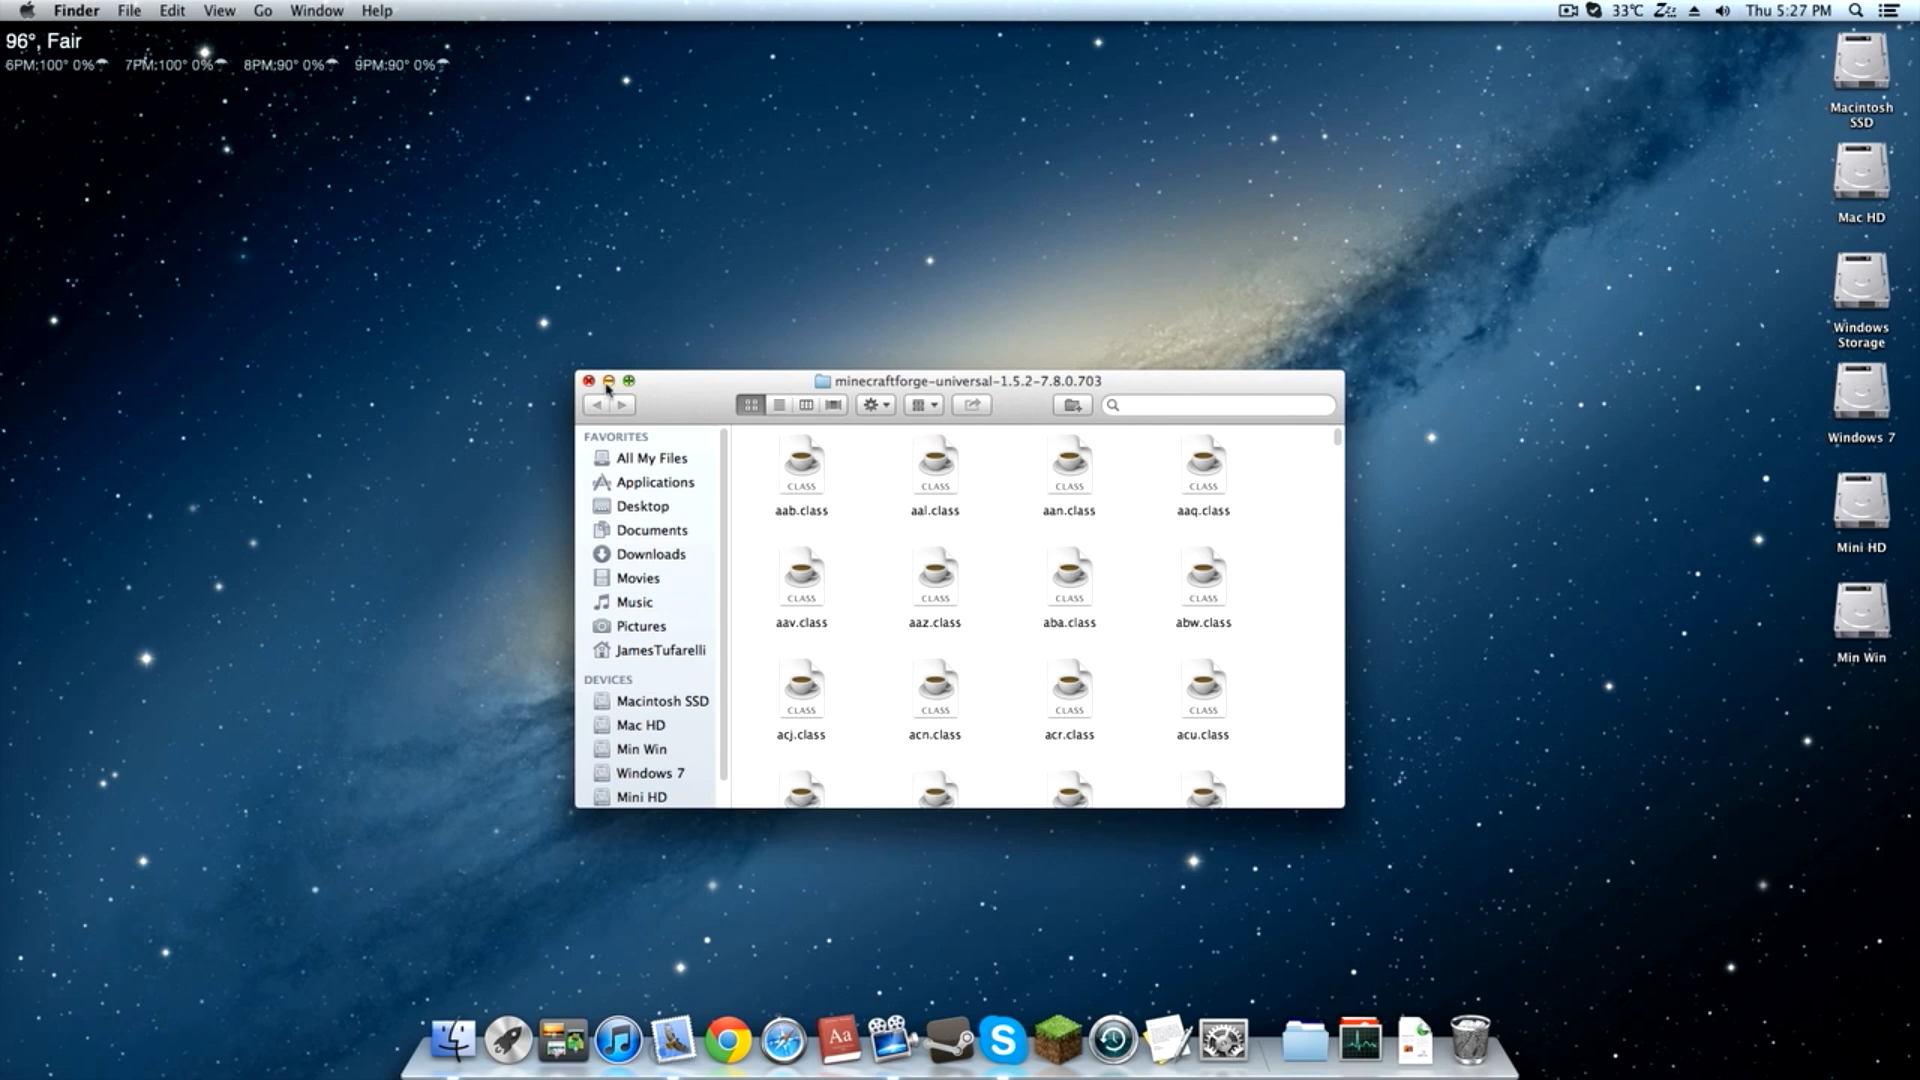 Finder File Edit View Go Window Help
33°C Zzz Thu 5:27 PM
96°, Fair
6PM:100° 0% 7PM:100° 0% 8PM:90° 0% 9PM:90° 0%
Macintosh
SSD
Mac HD
Windows
Storage
Windows 7
Mini HD
Min Win
minecraftforge-universal-1.5.2-7.8.0.703
FAVORITES
All My Files
Applications
Desktop
Documents
Downloads
Movies
Music
Pictures
JamesTufarelli
DEVICES
Macintosh SSD
Mac HD
Min Win
Windows 7
Mini HD
CLASS CLASS CLASS CLASS
aab.class aal.class aan.class aaq.class
CLASS CLASS CLASS CLASS
aav.class aaz.class aba.class abw.class
CLASS CLASS CLASS CLASS
acj.class acn.class acr.class acu.class
Aa
S